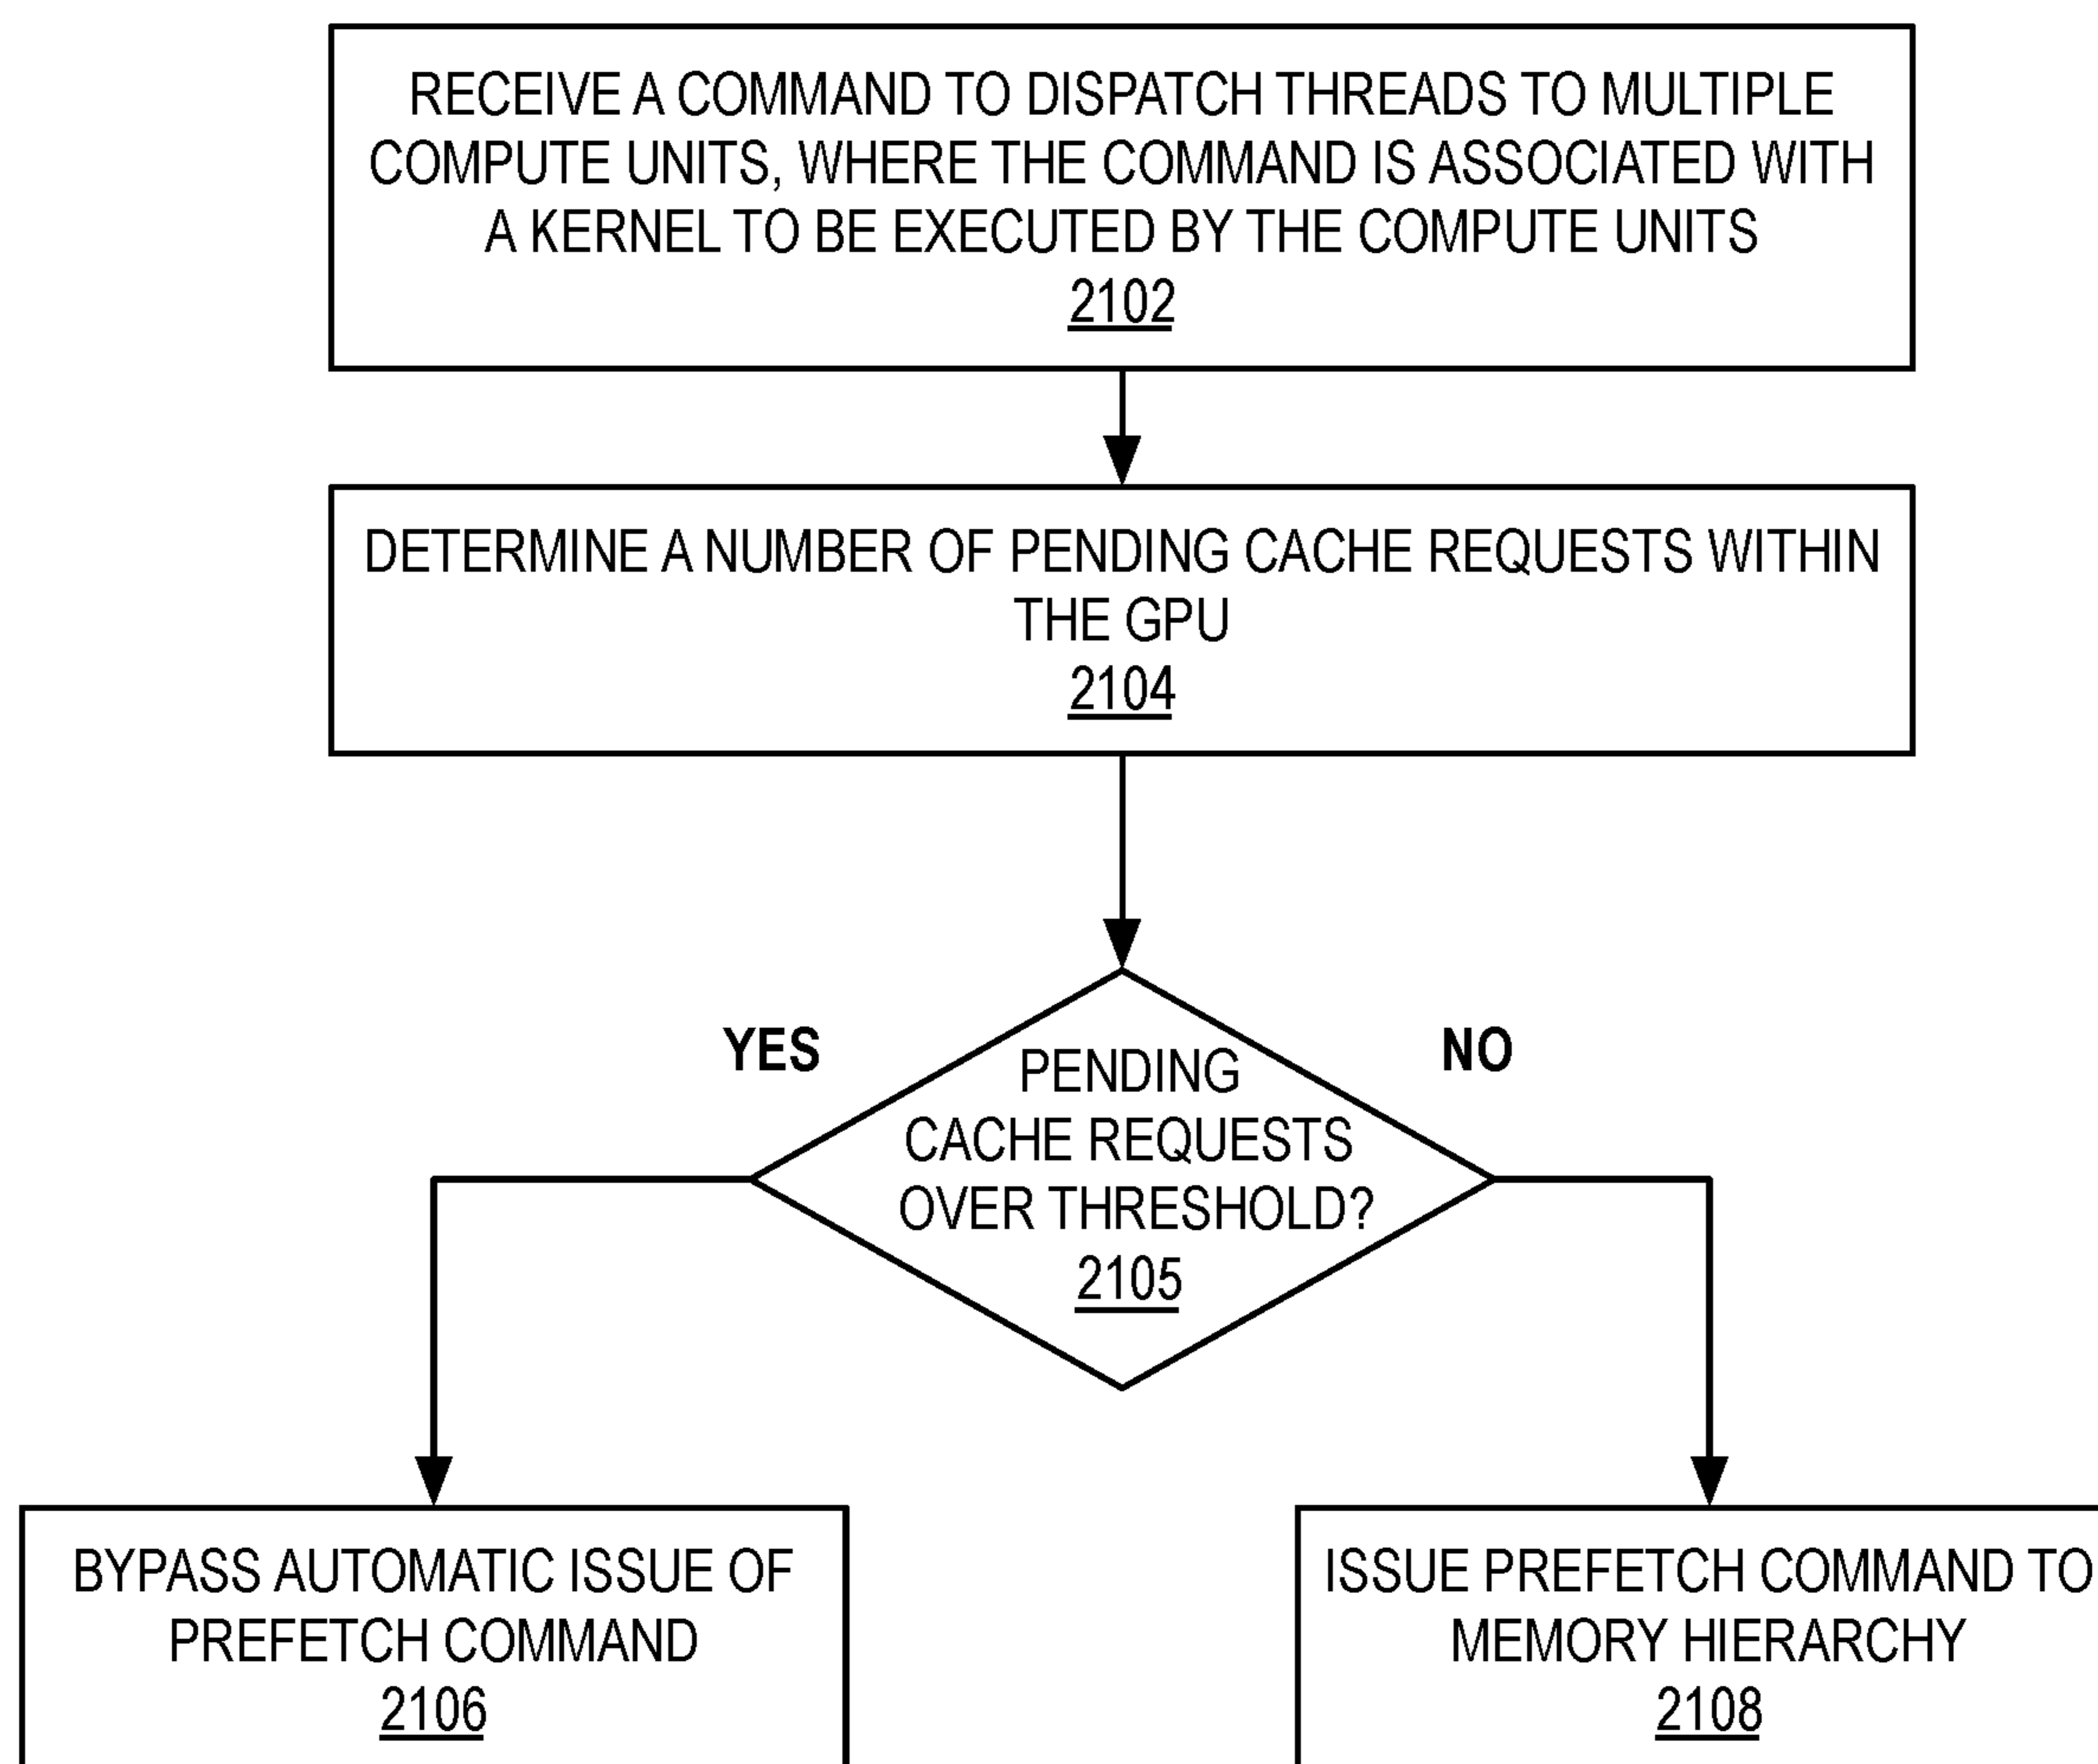 RECEIVE A COMMAND TO DISPATCH THREADS TO MULTIPLE
COMPUTE UNITS, WHERE THE COMMAND IS ASSOCIATED WITH
A KERNEL TO BE EXECUTED BY THE COMPUTE UNITS
2102
DETERMINE A NUMBER OF PENDING CACHE REQUESTS WITHIN
THE GPU
2104
YES
NO
PENDING
CACHE REQUESTS
OVER THRESHOLD?
2105
BYPASS AUTOMATIC ISSUE OF
PREFETCH COMMAND
2106
ISSUE PREFETCH COMMAND TO
MEMORY HIERARCHY
2108